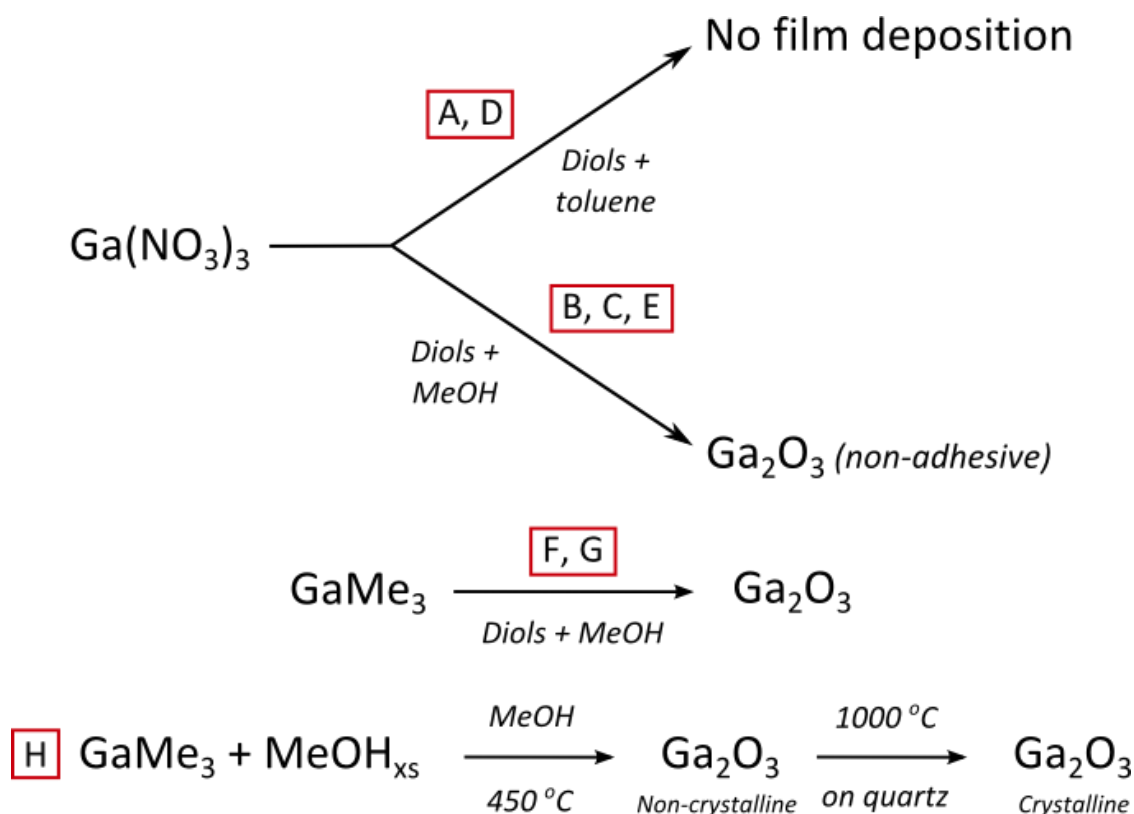 No film deposition
A, D
Diols +
toluene
Ga(NO₃)₃
B, C, E
Diols +
MeOH
Ga₂O₃ (non-adhesive)
F, G
GaMe₃
Ga₂O₃
Diols + MeOH
H
GaMe₃ + MeOHₓₛ
MeOH
450 °C
Ga₂O₃
Non-crystalline
1000 °C
on quartz
Ga₂O₃
Crystalline